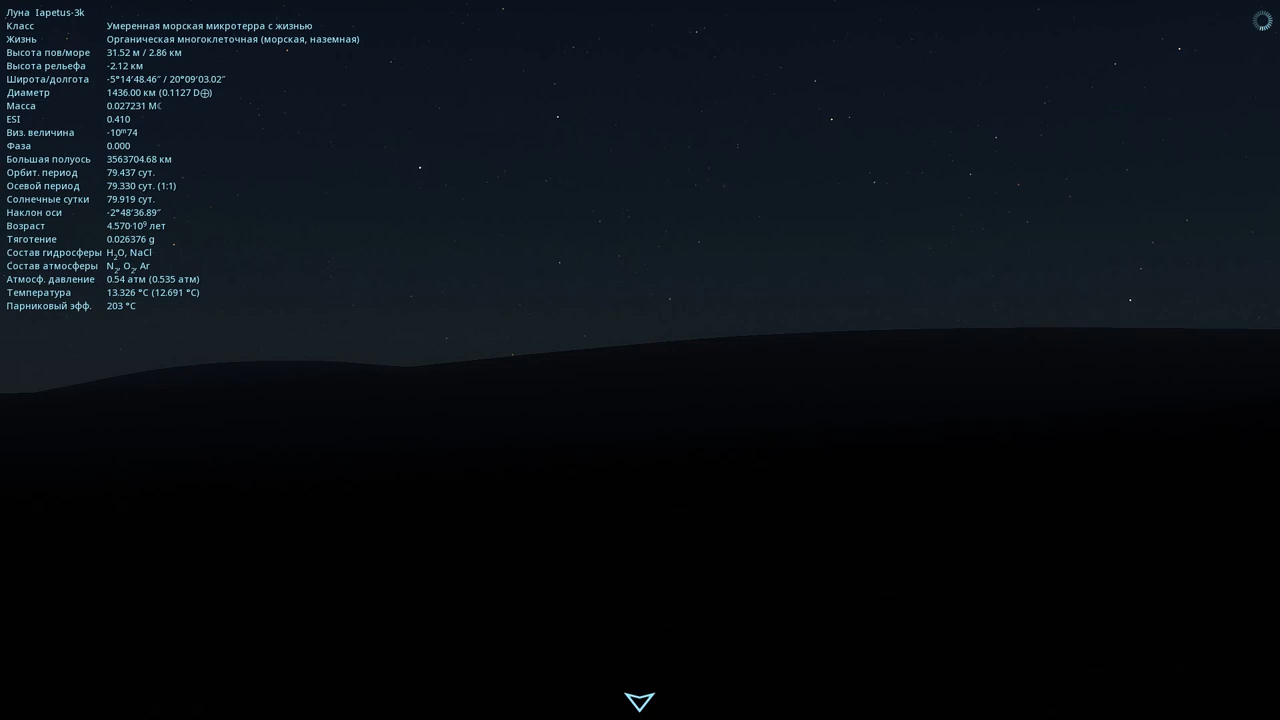 Луна Iapetus-3k
Класс Умеренная морская микротерра с жизнью
Жизнь Органическая многоклеточная (морская, наземная)
Высота пов/море 31.52 м / 2.86 км
Высота рельефа -2.12 км
Широта/долгота -5°14′48.46″ / 20°09′03.02″
Диаметр 1436.00 км (0.1127 D⊕)
Масса 0.027231 M☾
ESI 0.410
Виз. величина -10ᵐ74
Фаза 0.000
Большая полуось 3563704.68 км
Орбит. период 79.437 сут.
Осевой период 79.330 сут. (1:1)
Солнечные сутки 79.919 сут.
Наклон оси -2°48′36.89″
Возраст 4.570·10⁹ лет
Тяготение 0.026376 g
Состав гидросферы H₂O, NaCl
Состав атмосферы N₂, O₂, Ar
Атмосф. давление 0.54 атм (0.535 атм)
Температура 13.326 °C (12.691 °C)
Парниковый эфф. 203 °C